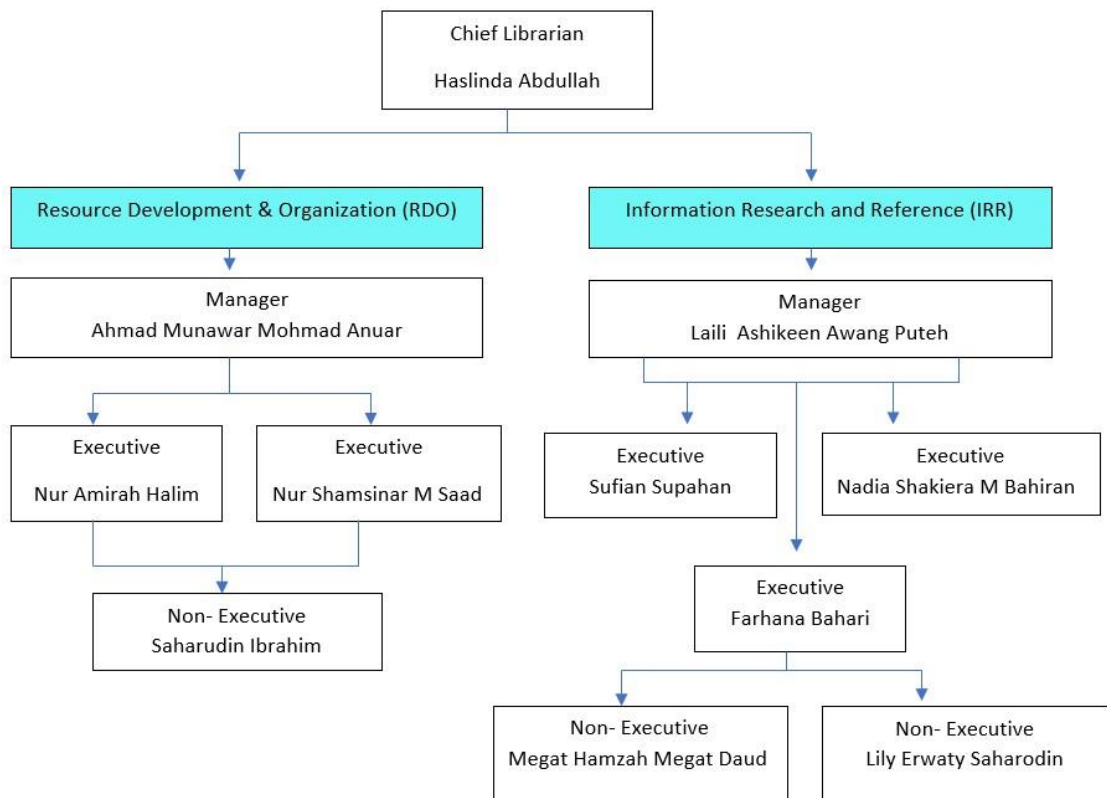 Chief Librarian
Haslinda Abdullah
Resource Development & Organization (RDO)
Information Research and Reference (IRR)
Manager
Ahmad Munawar Mohmad Anuar
Manager
Laili  Ashikeen Awang Puteh
Executive
Nur Amirah Halim
Executive
Nur Shamsinar M Saad
Executive
Sufian Supahan
Executive
Nadia Shakiera M Bahiran
Non- Executive
Saharudin Ibrahim
Executive
Farhana Bahari
Non- Executive
Megat Hamzah Megat Daud
Non- Executive
Lily Erwaty Saharodin